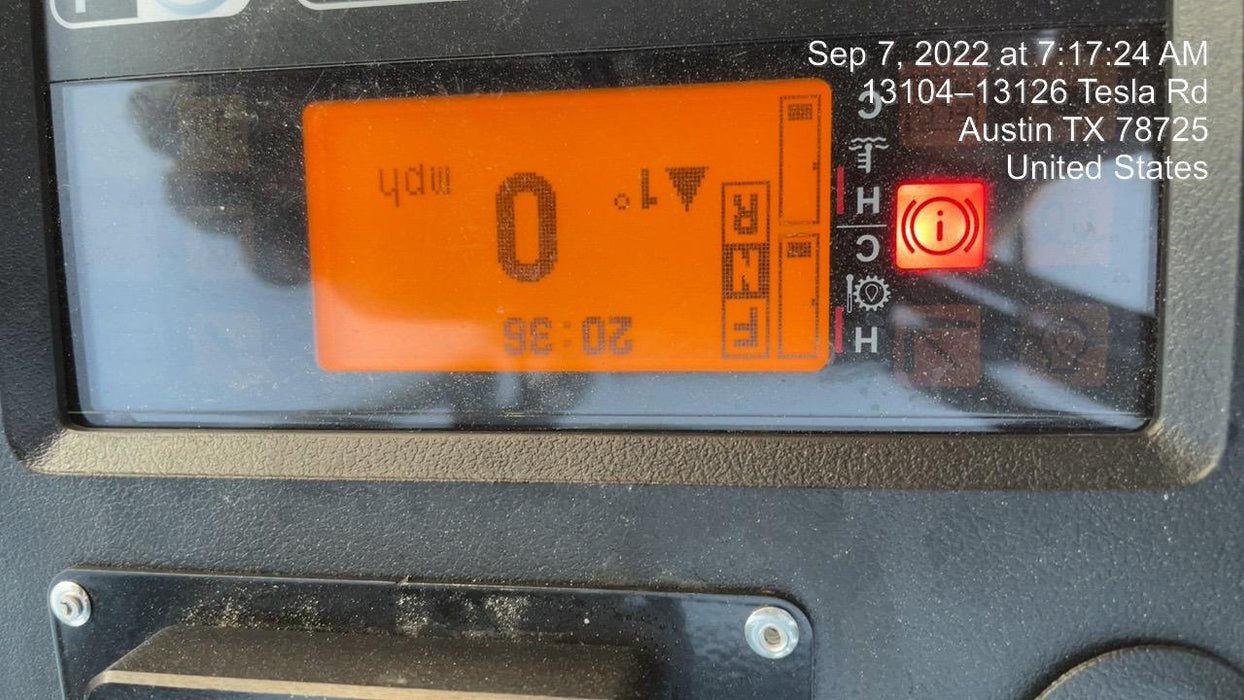 Sep 7, 2022 at 7:17:24 AM
13104–13126 Tesla Rd
Austin TX 78725
United States
H
C
H
C
F N R
20:36
1°
0 mph